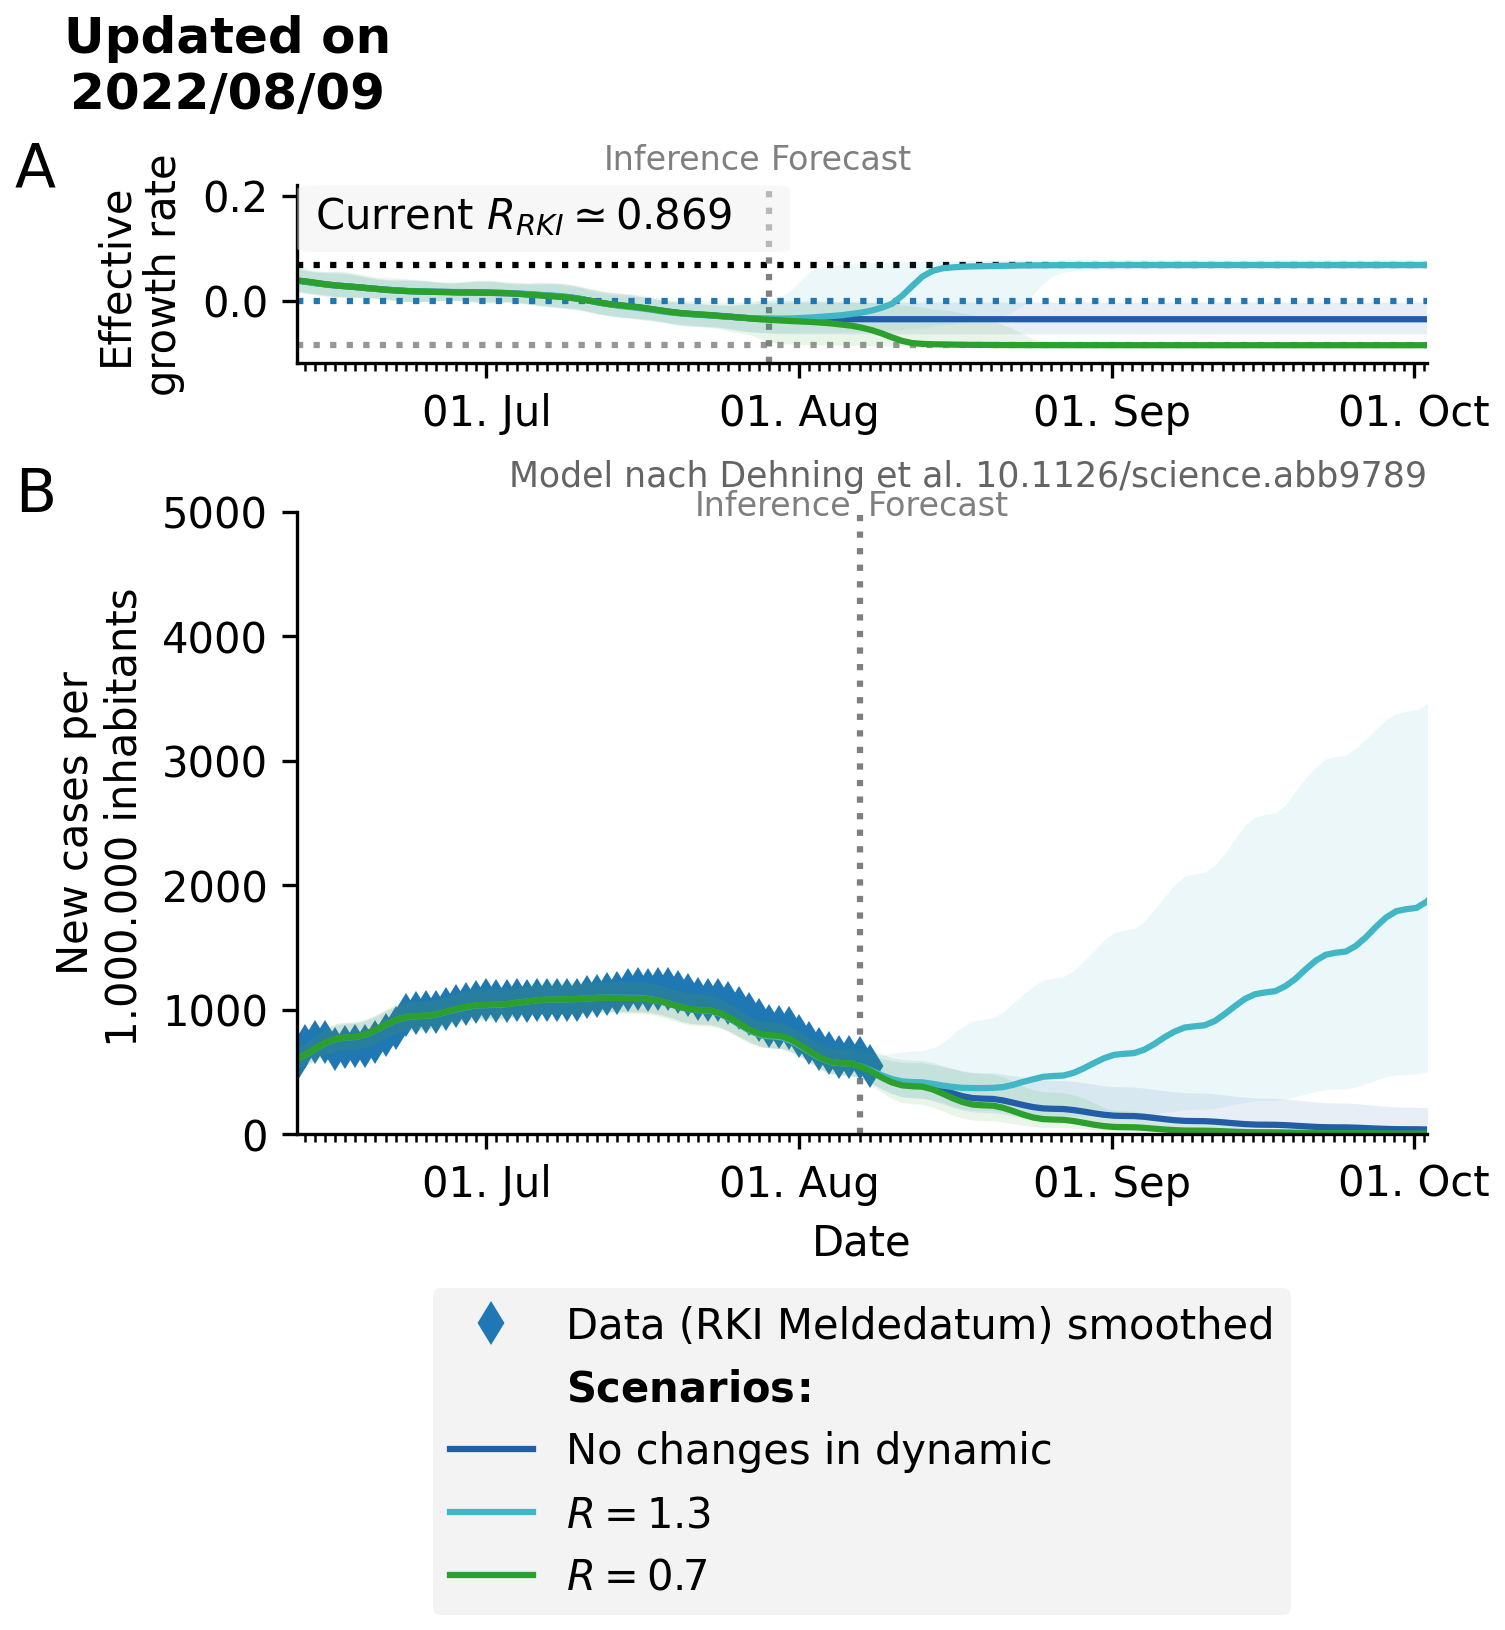 Updated on
2022/08/09
A
Inference Forecast
Effective
growth rate
0.2
0.0
Current R_RKI ≃ 0.869
01. Jul 01. Aug 01. Sep 01. Oct
Model nach Dehning et al. 10.1126/science.abb9789
B
Inference Forecast
New cases per
1.000.000 inhabitants
5000
4000
3000
2000
1000
0
01. Jul 01. Aug 01. Sep 01. Oct
Date
Data (RKI Meldedatum) smoothed
Scenarios:
No changes in dynamic
R = 1.3
R = 0.7